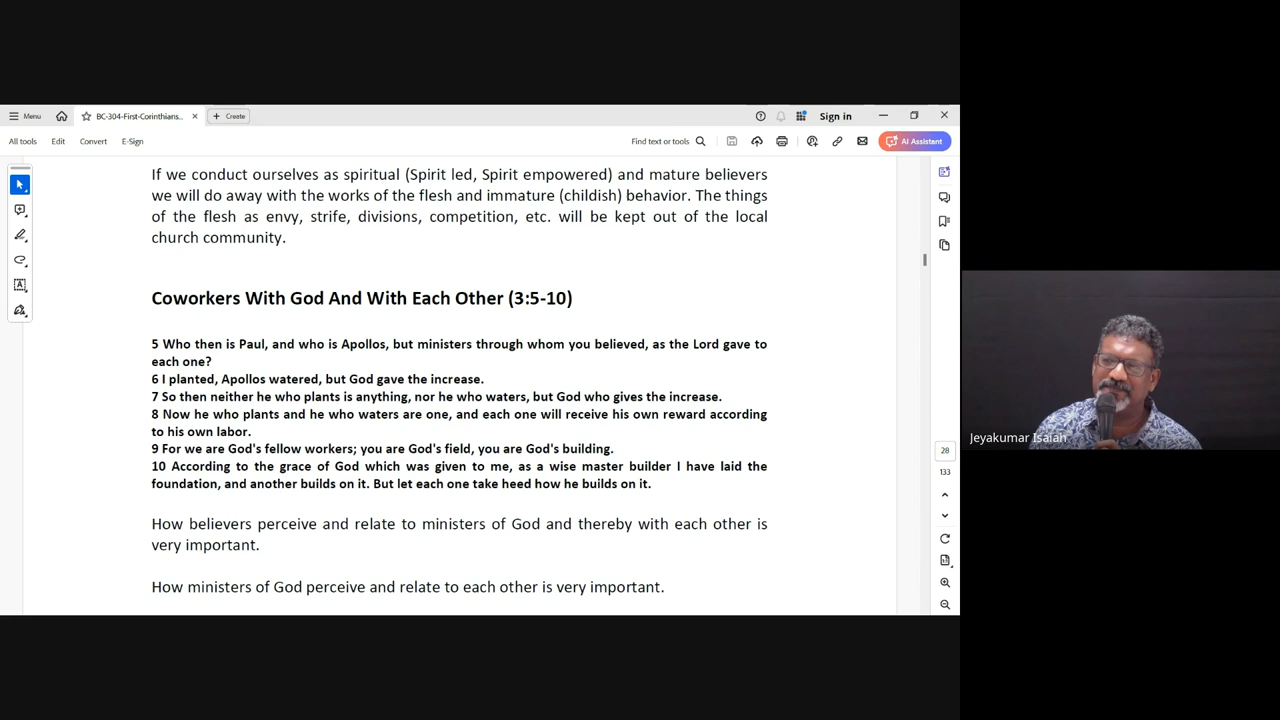 Menu
BC-304-First-Corinthians..
Create
Sign in
All tools
Edit
Convert
E-Sign
Find text or tools
AI Assistant
If we conduct ourselves as spiritual (Spirit led, Spirit empowered) and mature believers
we will do away with the works of the flesh and immature (childish) behavior. The things
of the flesh as envy, strife, divisions, competition, etc. will be kept out of the local
church community.
Coworkers With God And With Each Other (3:5-10)
5 Who then is Paul, and who is Apollos, but ministers through whom you believed, as the Lord gave to
each one?
6 I planted, Apollos watered, but God gave the increase.
7 So then neither he who plants is anything, nor he who waters, but God who gives the increase.
8 Now he who plants and he who waters are one, and each one will receive his own reward according
to his own labor.
9 For we are God's fellow workers; you are God's field, you are God's building.
10 According to the grace of God which was given to me, as a wise master builder I have laid the
foundation, and another builds on it. But let each one take heed how he builds on it.
How believers perceive and relate to ministers of God and thereby with each other is
very important.
How ministers of God perceive and relate to each other is very important.
28
133
Jeyakumar Isaiah